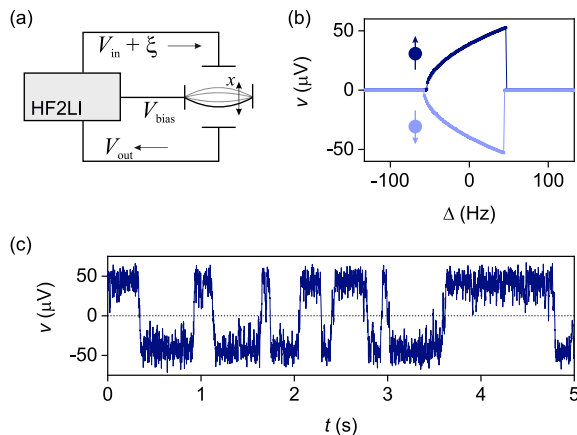 (a)
V_in + ξ
HF2LI
x
V_bias
V_out
(b)
50
0
-50
v (μV)
-100
0
100
Δ (Hz)
(c)
50
0
-50
v (μV)
0
1
2
3
4
5
t (s)